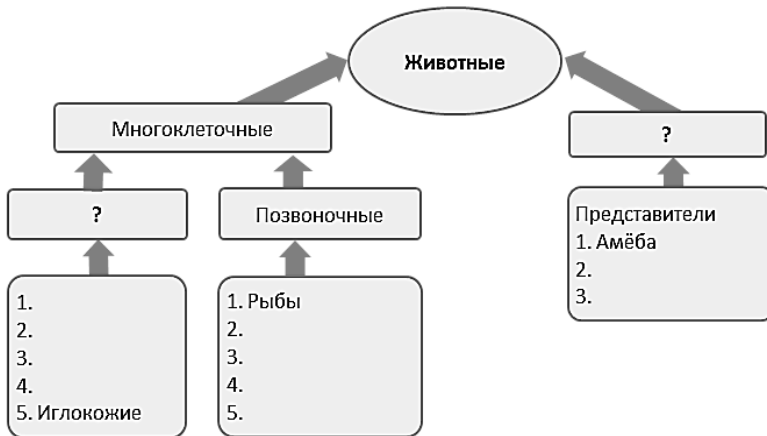 Животные
Многоклеточные
?
?
Позвоночные
Представители
1. Амёба
2.
3.
1.
2.
3.
4.
5. Иглокожие
1. Рыбы
2.
3.
4.
5.